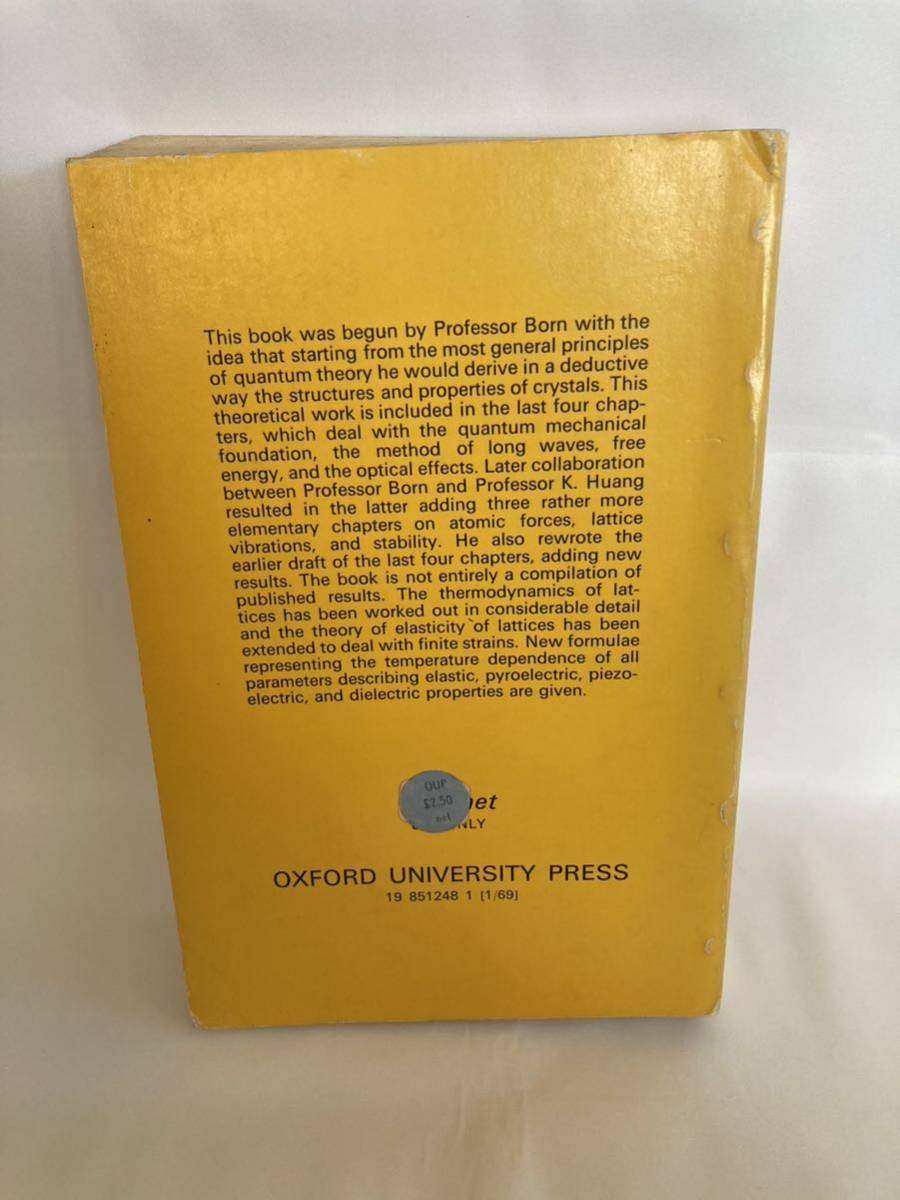 This book was begun by Professor Born with the
idea that starting from the most general principles
of quantum theory he would derive in a deductive
way the structures and properties of crystals. This
theoretical work is included in the last four chap-
ters, which deal with the quantum mechanical
foundation, the method of long waves, free
energy, and the optical effects. Later collaboration
between Professor Born and Professor K. Huang
resulted in the latter adding three rather more
elementary chapters on atomic forces, lattice
vibrations, and stability. He also rewrote the
earlier draft of the last four chapters, adding new
results. The book is not entirely a compilation of
published results. The thermodynamics of lat-
tices has been worked out in considerable detail
and the theory of elasticity of lattices has been
extended to deal with finite strains. New formulae
representing the temperature dependence of all
parameters describing elastic, pyroelectric, piezo-
electric, and dielectric properties are given.
OUP
£2.50
net
OXFORD UNIVERSITY PRESS
19 851248 1 [1/69]